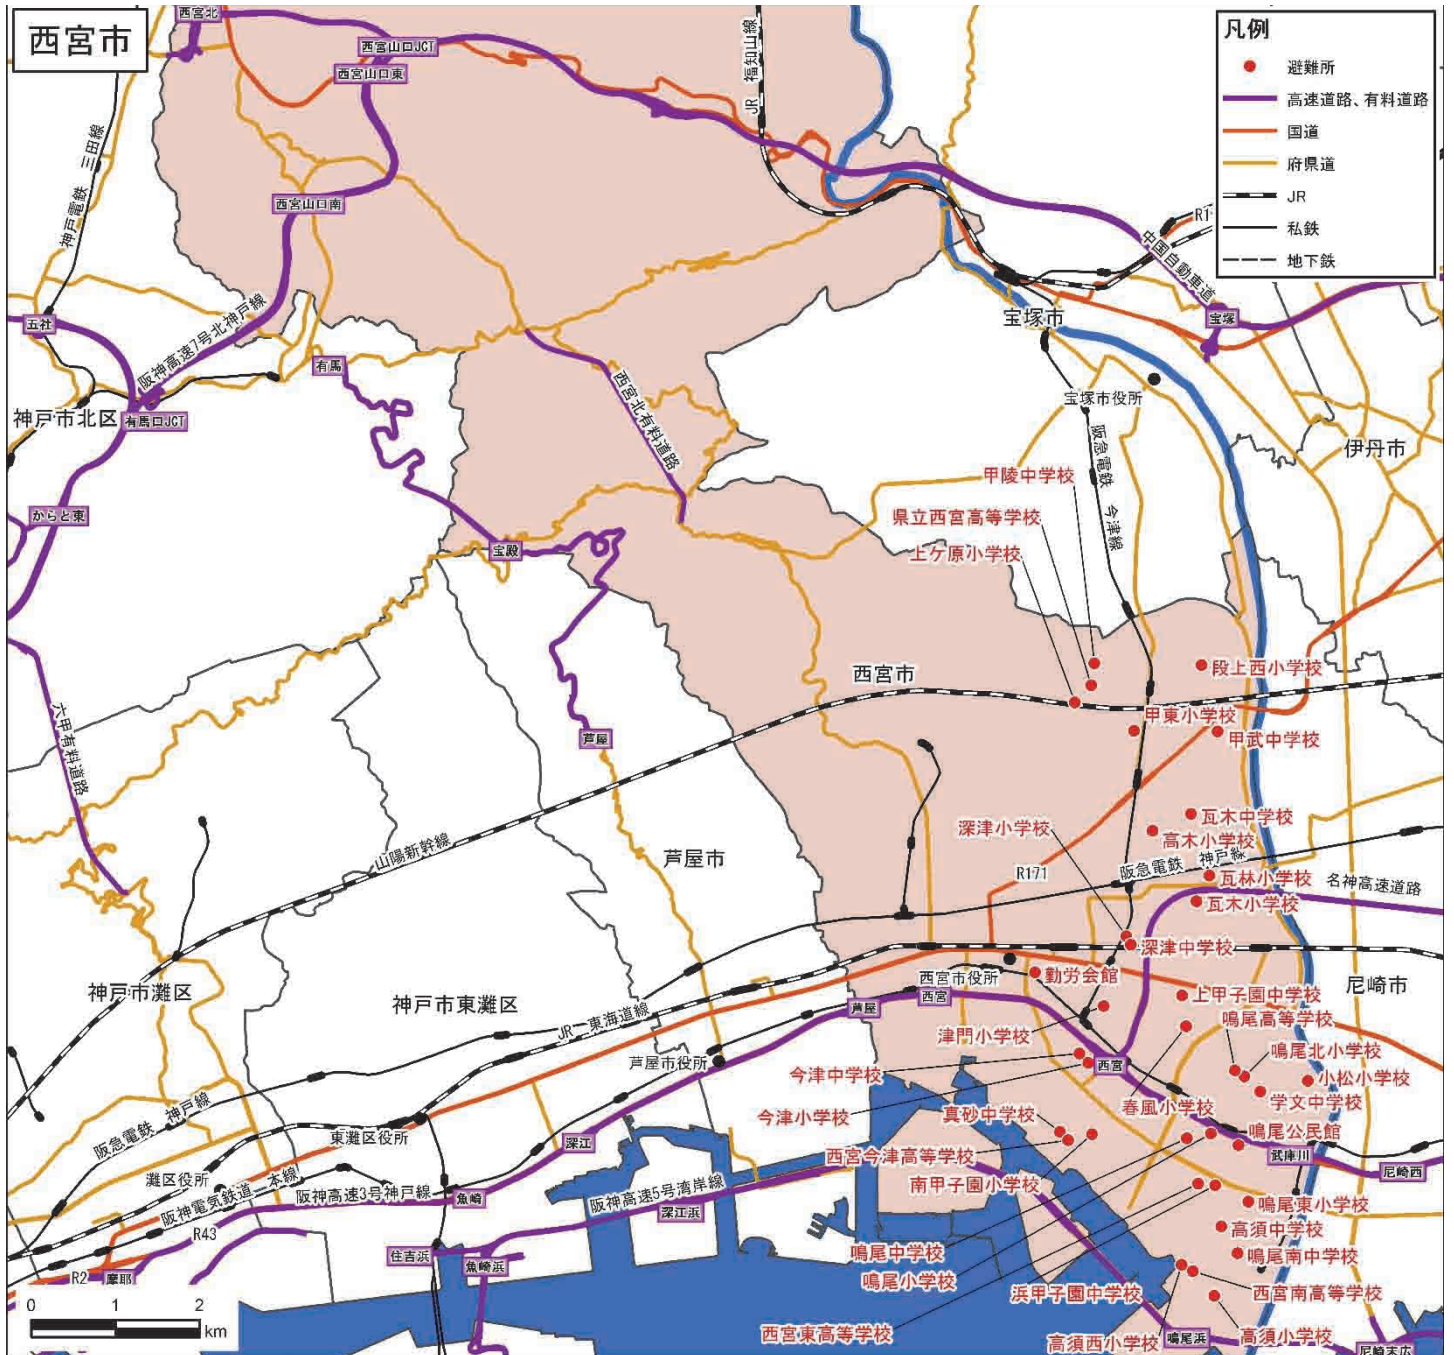 西宮市
凡例
避難所
高速道路、有料道路
国道
府県道
JR
私鉄
地下鉄
西宮北
西宮山口JCT
西宮山口東
西宮山口南
JR 福知山線
神戸電鉄 三田線
五社
阪神高速7号北神戸線
有馬
神戸市北区
有馬口JCT
からと東
西宮北有料道路
宝殿
中国自動車道
宝塚
宝塚市
宝塚市役所
阪急電鉄 今津線
伊丹市
甲陵中学校
県立西宮高等学校
上ケ原小学校
西宮市
段上西小学校
甲東小学校
甲武中学校
六甲有料道路
芦屋
山陽新幹線
芦屋市
深津小学校
瓦木中学校
高木小学校
R171
阪急電鉄 神戸線
瓦林小学校
名神高速道路
瓦木小学校
深津中学校
神戸市灘区
神戸市東灘区
西宮市役所
勤労会館
芦屋
西宮
上甲子園中学校
尼崎市
JR 東海道線
津門小学校
鳴尾高等学校
芦屋市役所
今津中学校
西宮
鳴尾北小学校
小松小学校
学文中学校
今津小学校
春風小学校
真砂中学校
鳴尾公民館
阪急電鉄 神戸線
東灘区役所
深江
西宮今津高等学校
武庫川
尼崎西
灘区役所
阪神電気鉄道 本線
阪神高速3号神戸線
魚崎
阪神高速5号湾岸線
深江浜
南甲子園小学校
鳴尾東小学校
高須中学校
R43
住吉浜
魚崎浜
鳴尾中学校
鳴尾南中学校
R2
摩耶
鳴尾小学校
浜甲子園中学校
西宮南高等学校
西宮東高等学校
高須西小学校
鳴尾浜
高須小学校
尼崎末広
0 1 2
km